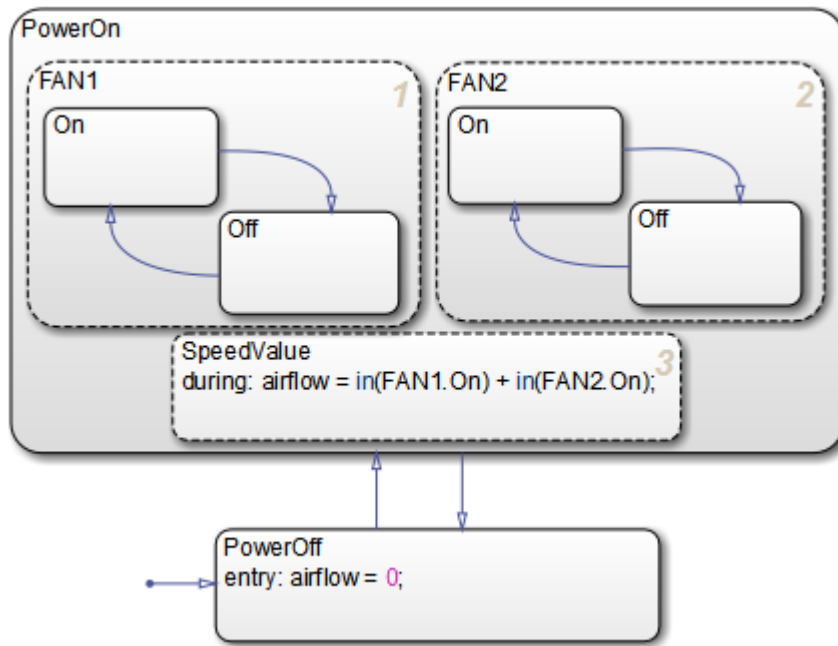 PowerOn
FAN1
1
On
Off
FAN2
2
On
Off
SpeedValue
3
during: airflow = in(FAN1.On) + in(FAN2.On);
PowerOff
entry: airflow = 0;